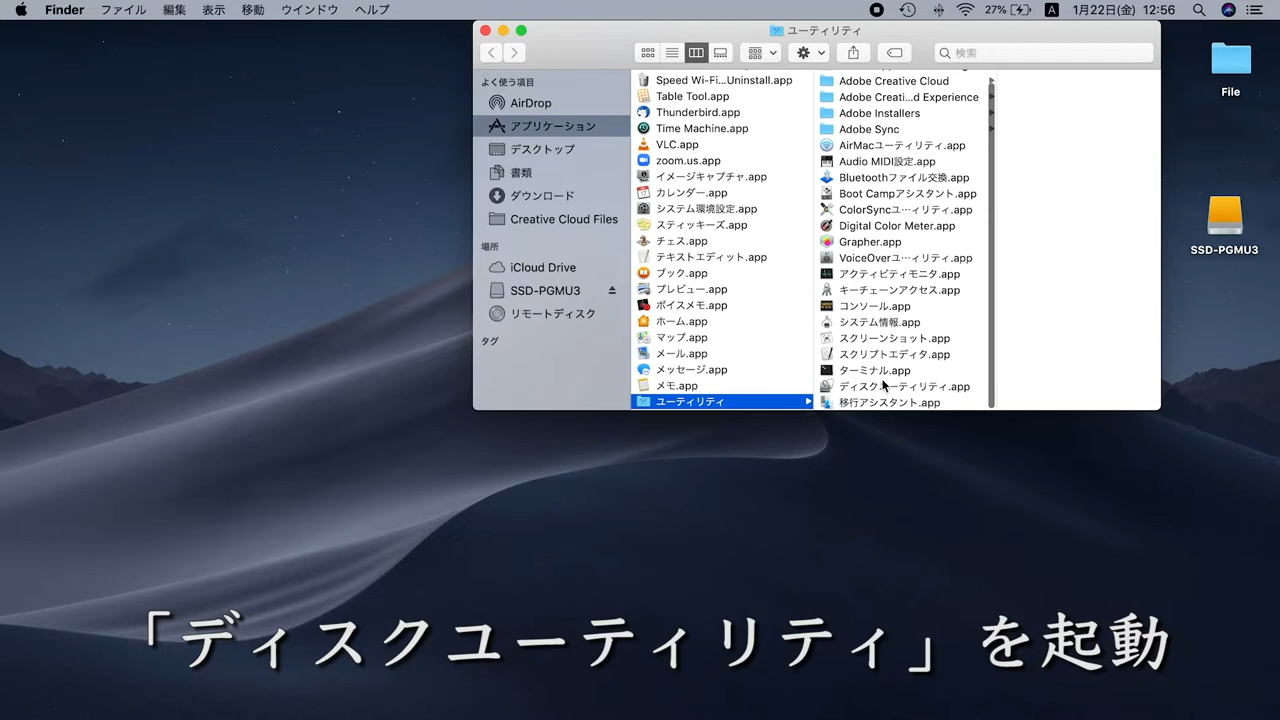 Finder ファイル 編集 表示 移動 ウインドウ ヘルプ 27% A 1月22日(金) 12:56
ユーティリティ
検索
よく使う項目
AirDrop
アプリケーション
デスクトップ
書類
ダウンロード
Creative Cloud Files
場所
iCloud Drive
SSD-PGMU3
リモートディスク
タグ
Speed Wi-Fi...Uninstall.app
Table Tool.app
Thunderbird.app
Time Machine.app
VLC.app
zoom.us.app
イメージキャプチャ.app
カレンダー.app
システム環境設定.app
スティッキーズ.app
チェス.app
テキストエディット.app
ブック.app
プレビュー.app
ボイスメモ.app
ホーム.app
マップ.app
メール.app
メッセージ.app
メモ.app
ユーティリティ
Adobe Creative Cloud
Adobe Creati...d Experience
Adobe Installers
Adobe Sync
AirMacユーティリティ.app
Audio MIDI設定.app
Bluetoothファイル交換.app
Boot Campアシスタント.app
ColorSyncユ…ィリティ.app
Digital Color Meter.app
Grapher.app
VoiceOverユ…ィリティ.app
アクティビティモニタ.app
キーチェーンアクセス.app
コンソール.app
システム情報.app
スクリーンショット.app
スクリプトエディタ.app
ターミナル.app
ディスクユーティリティ.app
移行アシスタント.app
File
SSD-PGMU3
「ディスクユーティリティ」を起動